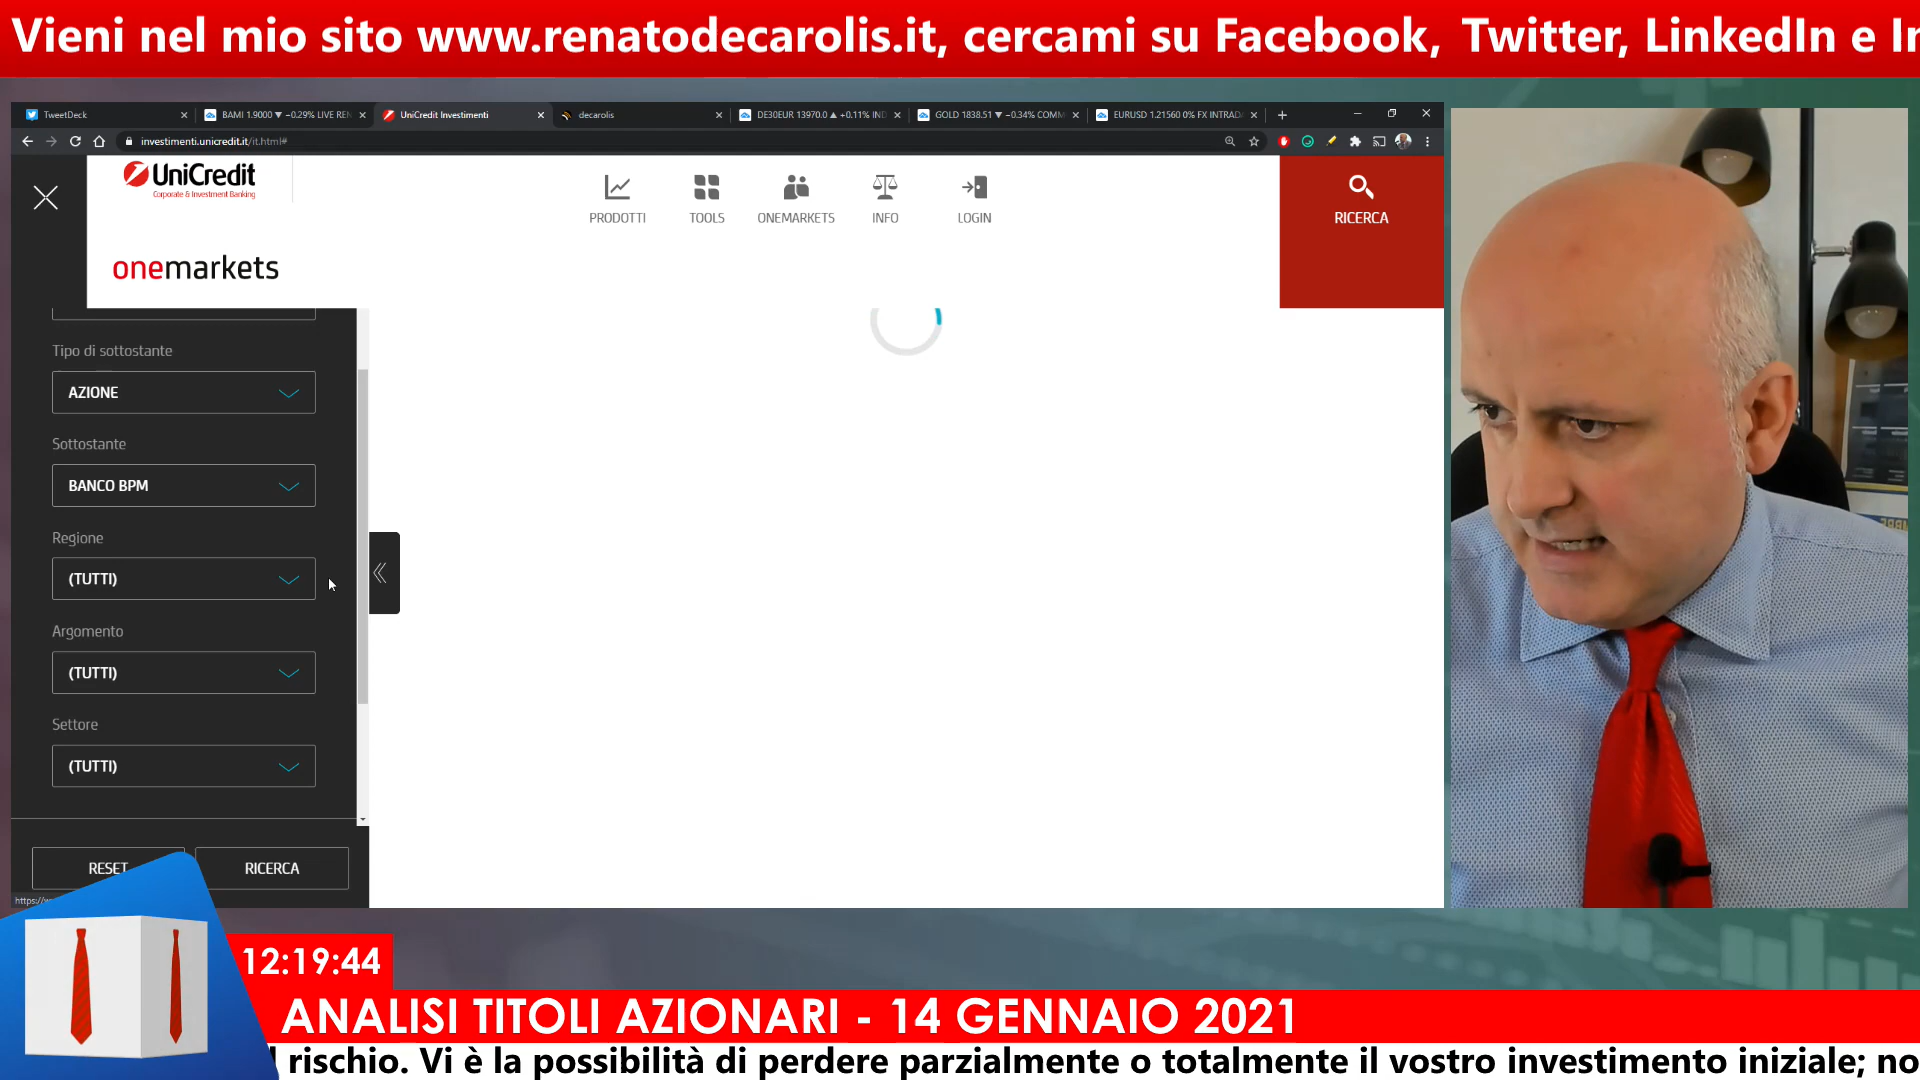 Vieni nel mio sito www.renatodecarolis.it, cercami su Facebook, Twitter, LinkedIn e In
TweetDeck
BAMI 1.9000 ▼ −0.29% LIVE REN
UniCredit Investimenti
decarolis
DE30EUR 13970.0 ▲ +0.11% IND
GOLD 1838.51 ▼ −0.34% COMM
EURUSD 1.21560 0% FX INTRAD
investimenti.unicredit.it/it.html#
UniCredit
Corporate & Investment Banking
PRODOTTI
TOOLS
ONEMARKETS
INFO
LOGIN
RICERCA
onemarkets
Tipo di sottostante
AZIONE
Sottostante
BANCO BPM
Regione
(TUTTI)
Argomento
(TUTTI)
Settore
(TUTTI)
RESET
RICERCA
12:19:44
ANALISI TITOLI AZIONARI - 14 GENNAIO 2021
rischio. Vi è la possibilità di perdere parzialmente o totalmente il vostro investimento iniziale; no